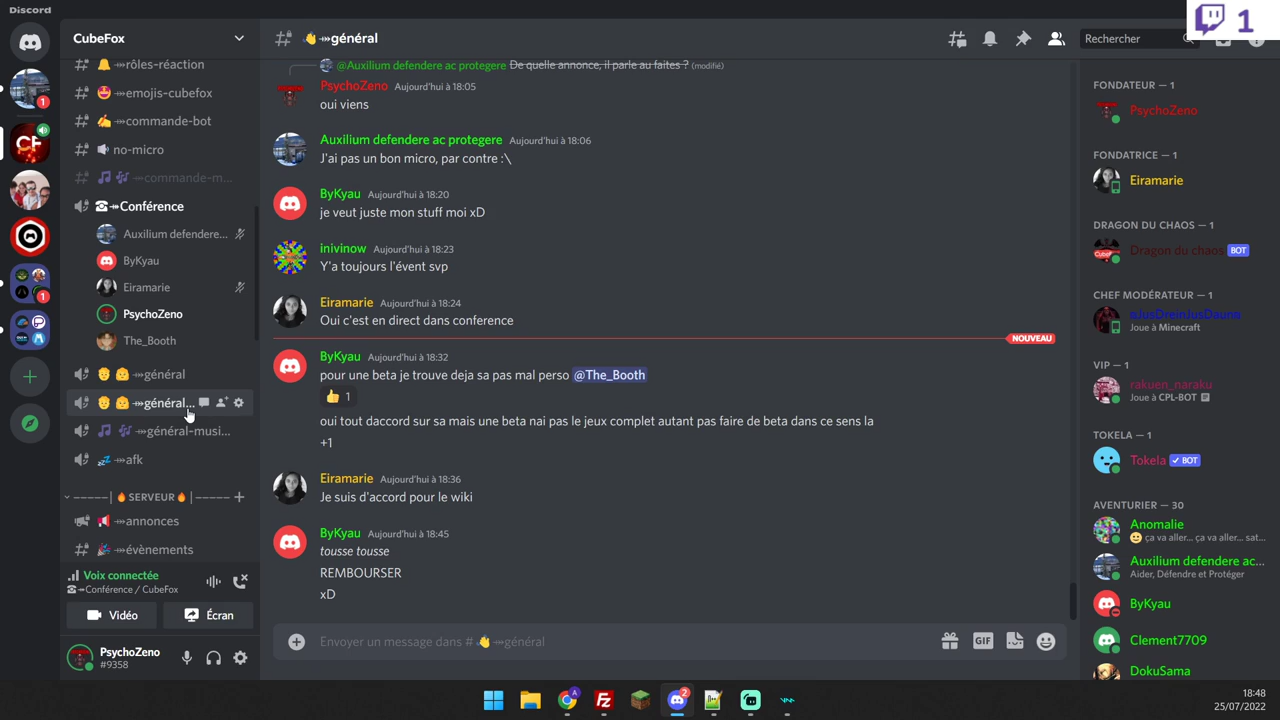 Discord
CubeFox
👋 ➾général
Rechercher
1
🔔 ➾rôles-réaction
🤩 ➾emojis-cubefox
✍ ➾commande-bot
no-micro
➾commande-m...
☎➾Conférence
Auxilium defendere...
ByKyau
Eiramarie
PsychoZeno
The_Booth
➾général
➾général...
➾général-musi...
💤 ➾afk
-----| 🔥 SERVEUR🔥 |-----
📢 ➾annonces
🎉 ➾évènements
Voix connectée
☎➾Conférence / CubeFox
Vidéo
Écran
PsychoZeno
#9358
@Auxilium defendere ac protegere De quelle annonce, il parle au faites ? (modifié)
PsychoZeno Aujourd'hui à 18:05
oui viens
Auxilium defendere ac protegere Aujourd'hui à 18:06
J'ai pas un bon micro, par contre :\
ByKyau Aujourd'hui à 18:20
je veut juste mon stuff moi xD
inivinow Aujourd'hui à 18:23
Y'a toujours l'évent svp
Eiramarie Aujourd'hui à 18:24
Oui c'est en direct dans conference
NOUVEAU
ByKyau Aujourd'hui à 18:32
pour une beta je trouve deja sa pas mal perso @The_Booth
👍 1
oui tout daccord sur sa mais une beta nai pas le jeux complet autant pas faire de beta dans ce sens la
+1
Eiramarie Aujourd'hui à 18:36
Je suis d'accord pour le wiki
ByKyau Aujourd'hui à 18:45
tousse tousse
REMBOURSER
xD
Envoyer un message dans # 👋 ➾général
GIF
FONDATEUR — 1
PsychoZeno
FONDATRICE — 1
Eiramarie
DRAGON DU CHAOS — 1
Dragon du chaos BOT
CHEF MODÉRATEUR — 1
Joue à Minecraft
VIP — 1
rakuen_naraku
Joue à CPL-BOT
TOKELA — 1
Tokela ✓ BOT
AVENTURIER — 30
Anomalie
ça va aller... ça va aller... sat...
Auxilium defendere ac...
Aider, Défendre et Protéger
ByKyau
Clement7709
DokuSama
18:48
25/07/2022